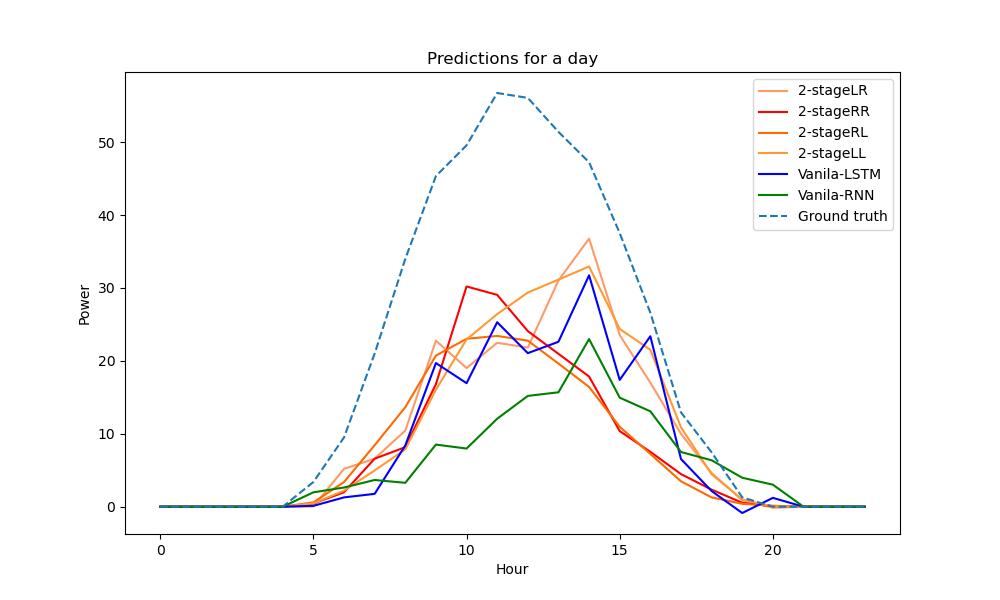 Predictions for a day
2-stageLR
2-stageRR
2-stageRL
2-stageLL
Vanila-LSTM
Vanila-RNN
Ground truth
Power
50
40
30
20
10
0
0 5 10 15 20
Hour